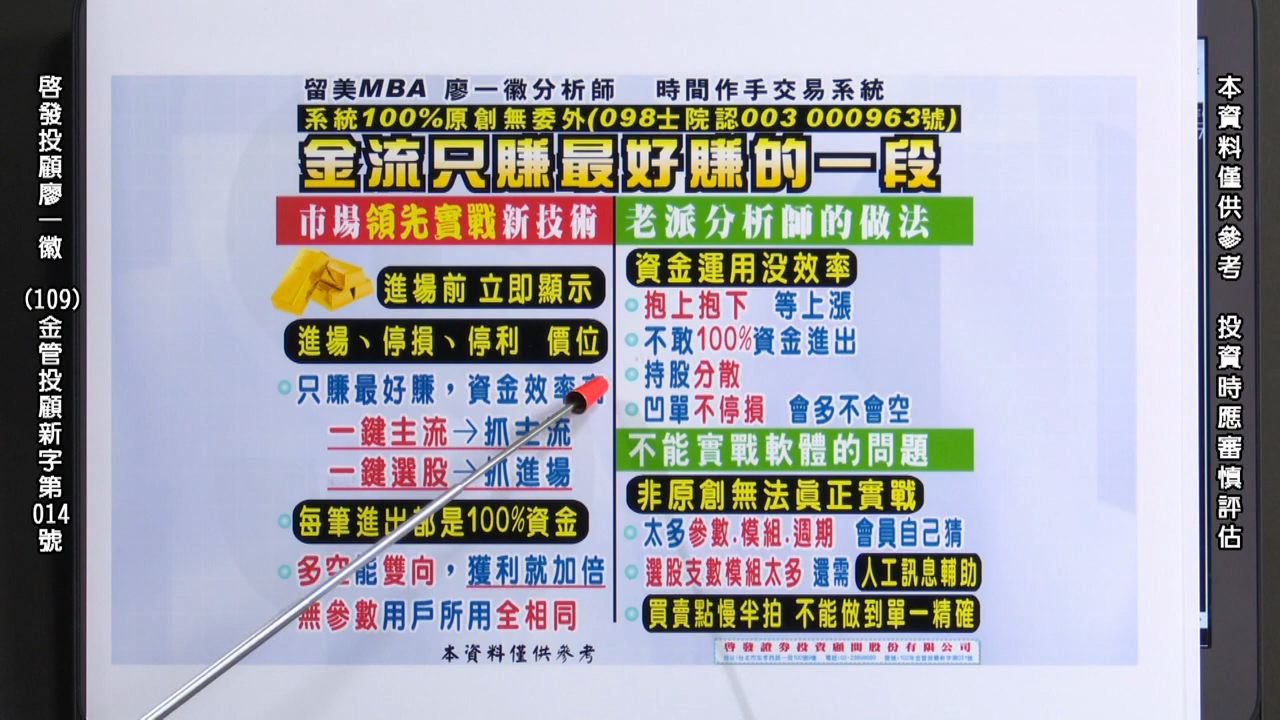 啓發投顧廖一徽 (109)金管投顧新字第014號
留美MBA 廖一徽分析師 時間作手交易系統
系統100%原創無委外(098士院認003 000963號)
金流只賺最好賺的一段
市場領先實戰新技術
進場前 立即顯示
進場、停損、停利 價位
只賺最好賺，資金效率高
一鍵主流→抓主流
一鍵選股→抓進場
每筆進出都是100%資金
多空能雙向，獲利就加倍
無參數用戶所用全相同
本資料僅供參考
老派分析師的做法
資金運用没效率
抱上抱下 等上漲
不敢100%資金進出
持股分散
凹單不停損 會多不會空
不能實戰軟體的問題
非原創無法真正實戰
太多參數.模組.週期 會員自己猜
選股支數模組太多 還需人工訊息輔助
買賣點慢半拍 不能做到單一精確
啓發證券投資顧問股份有限公司
本資料僅供參考 投資時應審慎評估